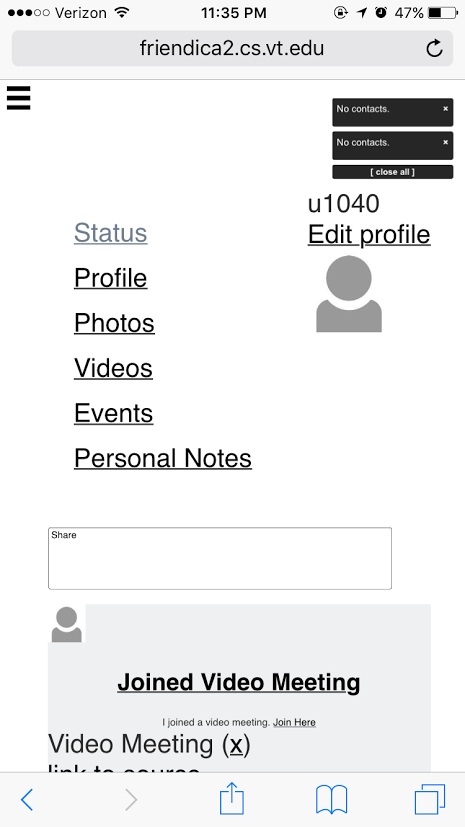 Verizon 11:35 PM 47%
friendica2.cs.vt.edu
No contacts. ×
No contacts. ×
[ close all ]
u1040
Edit profile
Status
Profile
Photos
Videos
Events
Personal Notes
Share
Joined Video Meeting
I joined a video meeting. Join Here
Video Meeting (x)
link to source